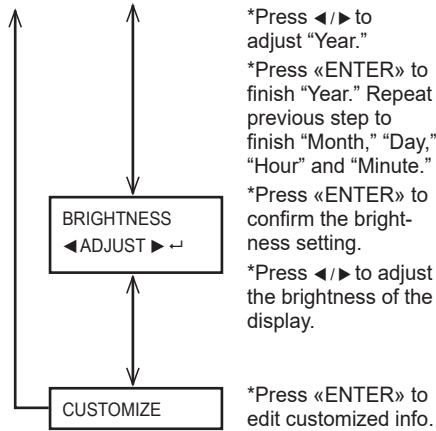 *Press ◄/► to
adjust “Year.”
*Press «ENTER» to
finish “Year.” Repeat
previous step to
finish “Month,” “Day,”
“Hour” and “Minute.”
BRIGHTNESS
◄ADJUST ► ↵
*Press «ENTER» to
confirm the bright-
ness setting.
*Press ◄/► to adjust
the brightness of the
display.
CUSTOMIZE
*Press «ENTER» to
edit customized info.